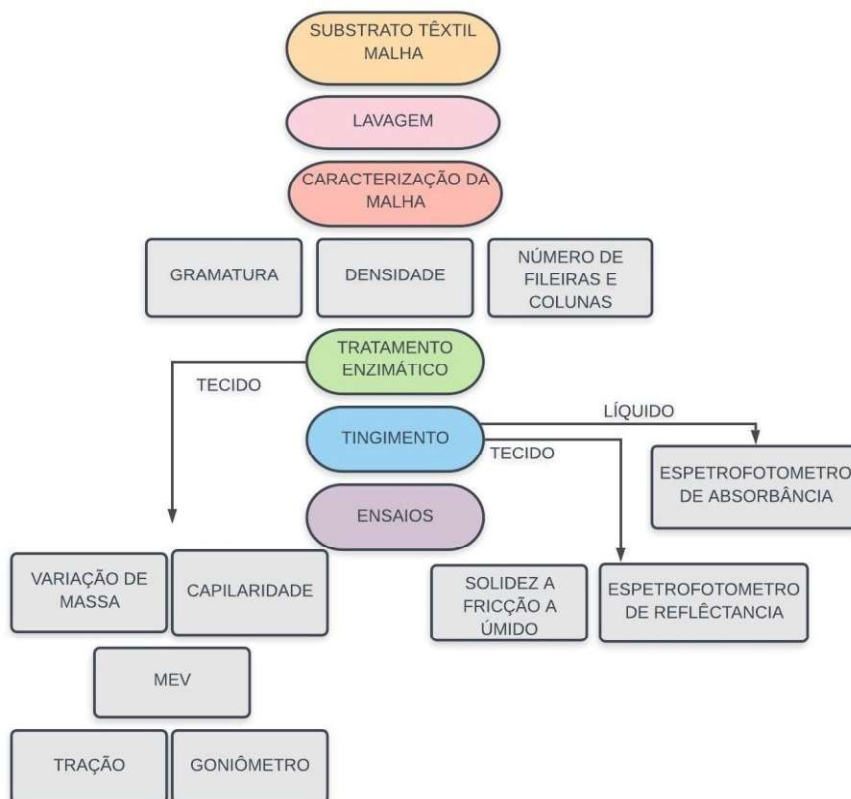 SUBSTRATO TÊXTIL
MALHA
LAVAGEM
CARACTERIZAÇÃO DA
MALHA
GRAMATURA
DENSIDADE
NÚMERO DE
FILEIRAS E
COLUNAS
TRATAMENTO
ENZIMÁTICO
TECIDO
TINGIMENTO
LÍQUIDO
TECIDO
ESPETROFOTOMETRO
DE ABSORBÂNCIA
ENSAIOS
VARIAÇÃO DE
MASSA
CAPILARIDADE
SOLIDEZ A
FRICÇÃO A
ÚMIDO
ESPETROFOTOMETRO
DE REFLÊCTANCIA
MEV
TRAÇÃO
GONIÔMETRO